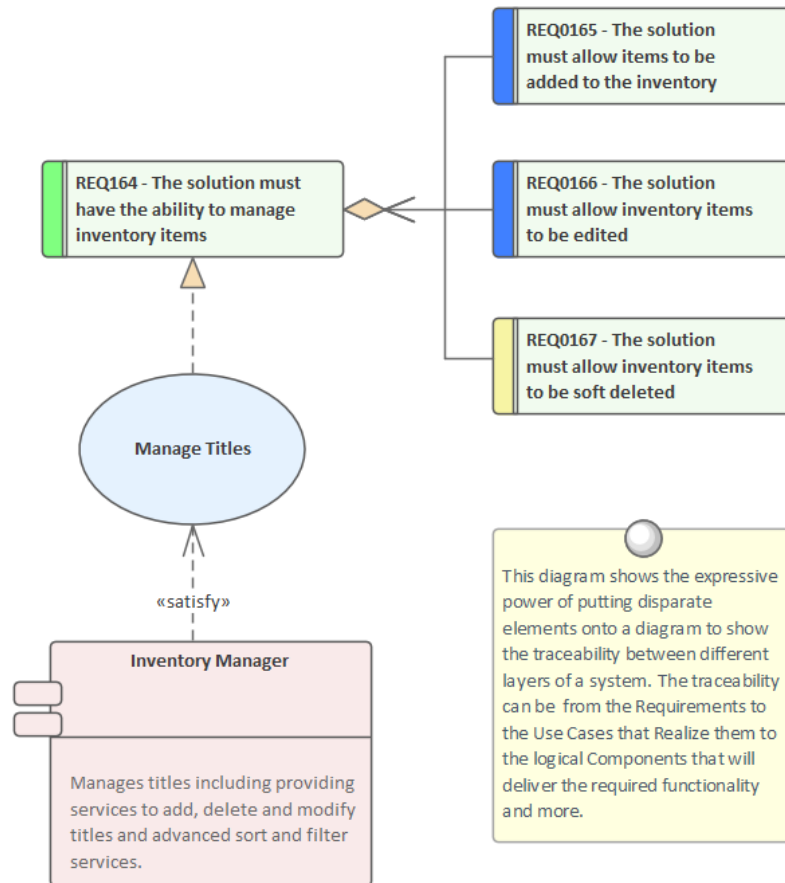 REQ0165 - The solution
must allow items to be
added to the inventory
REQ164 - The solution must
have the ability to manage
inventory items
REQ0166 - The solution
must allow inventory items
to be edited
REQ0167 - The solution
must allow inventory items
to be soft deleted
Manage Titles
«satisfy»
Inventory Manager
Manages titles including providing
services to add, delete and modify
titles and advanced sort and filter
services.
This diagram shows the expressive
power of putting disparate
elements onto a diagram to show
the traceability between different
layers of a system. The traceability
can be from the Requirements to
the Use Cases that Realize them to
the logical Components that will
deliver the required functionality
and more.